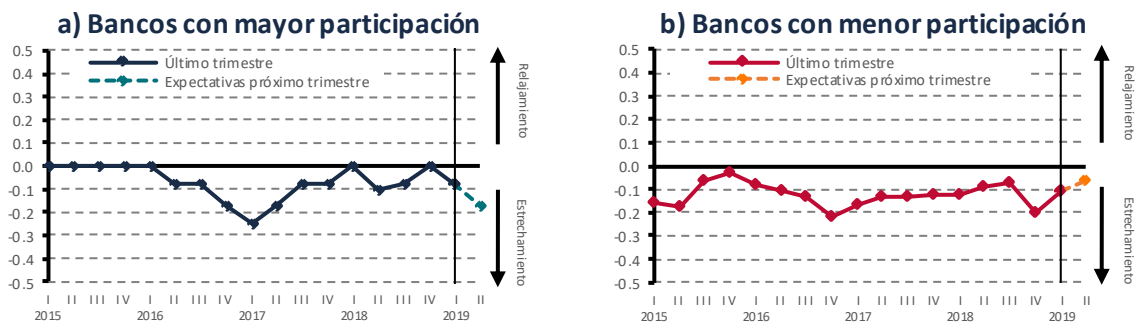 a) Bancos con mayor participación
0.5
0.4
0.3
0.2
0.1
0.0
-0.1
-0.2
-0.3
-0.4
-0.5
Último trimestre
Expectativas próximo trimestre
Relajamiento
Estrechamiento
I II III IV I II III IV I II III IV I II III IV I II
2015 2016 2017 2018 2019
b) Bancos con menor participación
0.5
0.4
0.3
0.2
0.1
0.0
-0.1
-0.2
-0.3
-0.4
-0.5
Último trimestre
Expectativas próximo trimestre
Relajamiento
Estrechamiento
I II III IV I II III IV I II III IV I II III IV I II
2015 2016 2017 2018 2019